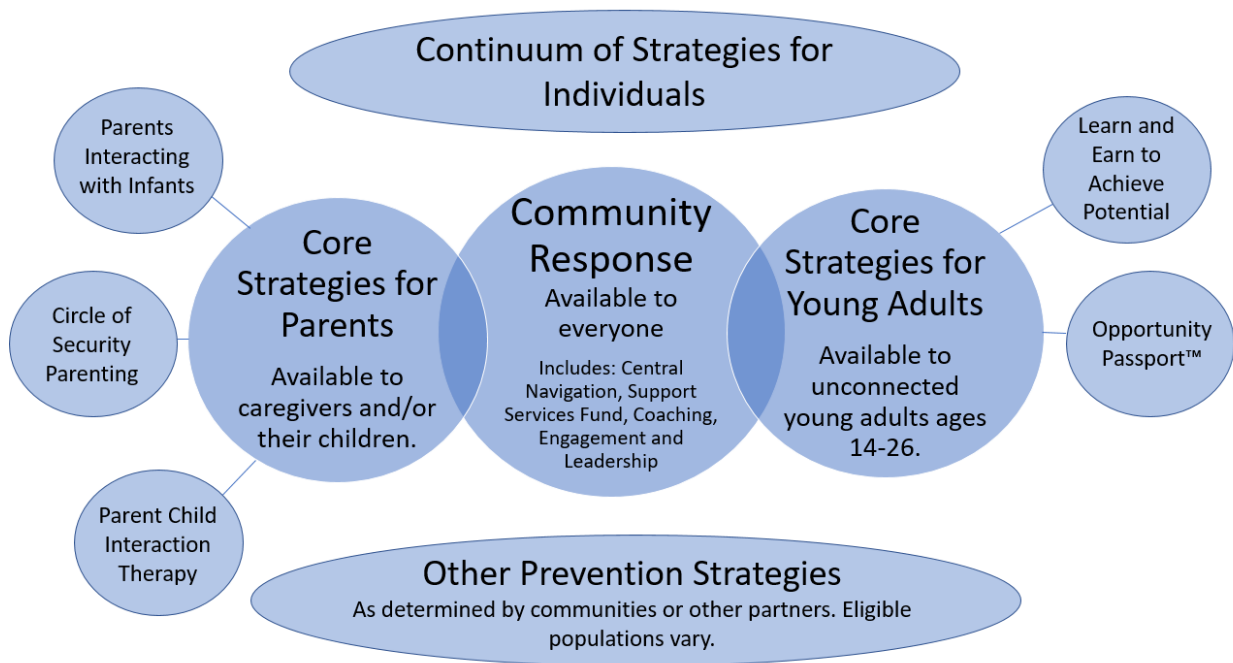 Continuum of Strategies for
Individuals
Parents
Interacting
with Infants
Circle of
Security
Parenting
Parent Child
Interaction
Therapy
Core
Strategies for
Parents
Available to
caregivers and/or
their children.
Community
Response
Available to
everyone
Includes: Central
Navigation, Support
Services Fund, Coaching,
Engagement and
Leadership
Core
Strategies for
Young Adults
Available to
unconnected
young adults ages
14-26.
Learn and
Earn to
Achieve
Potential
Opportunity
Passport™
Other Prevention Strategies
As determined by communities or other partners. Eligible
populations vary.